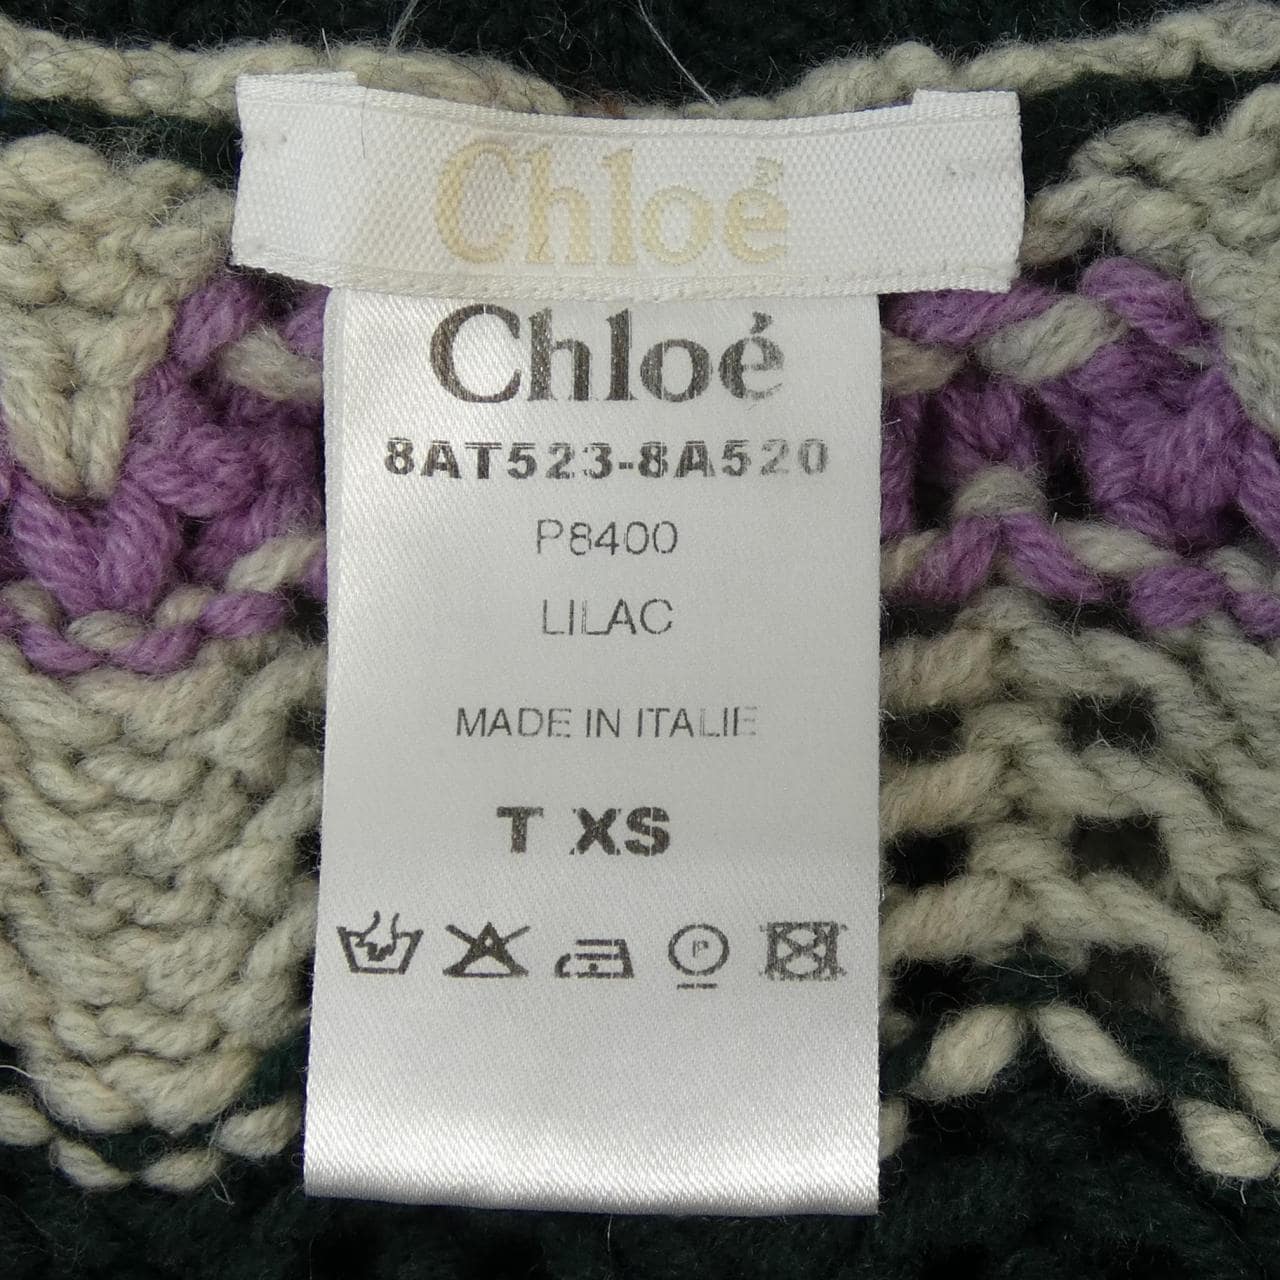 Chloé
Chloé
8AT523-8A520
P8400
LILAC
MADE IN ITALIE
T XS
P